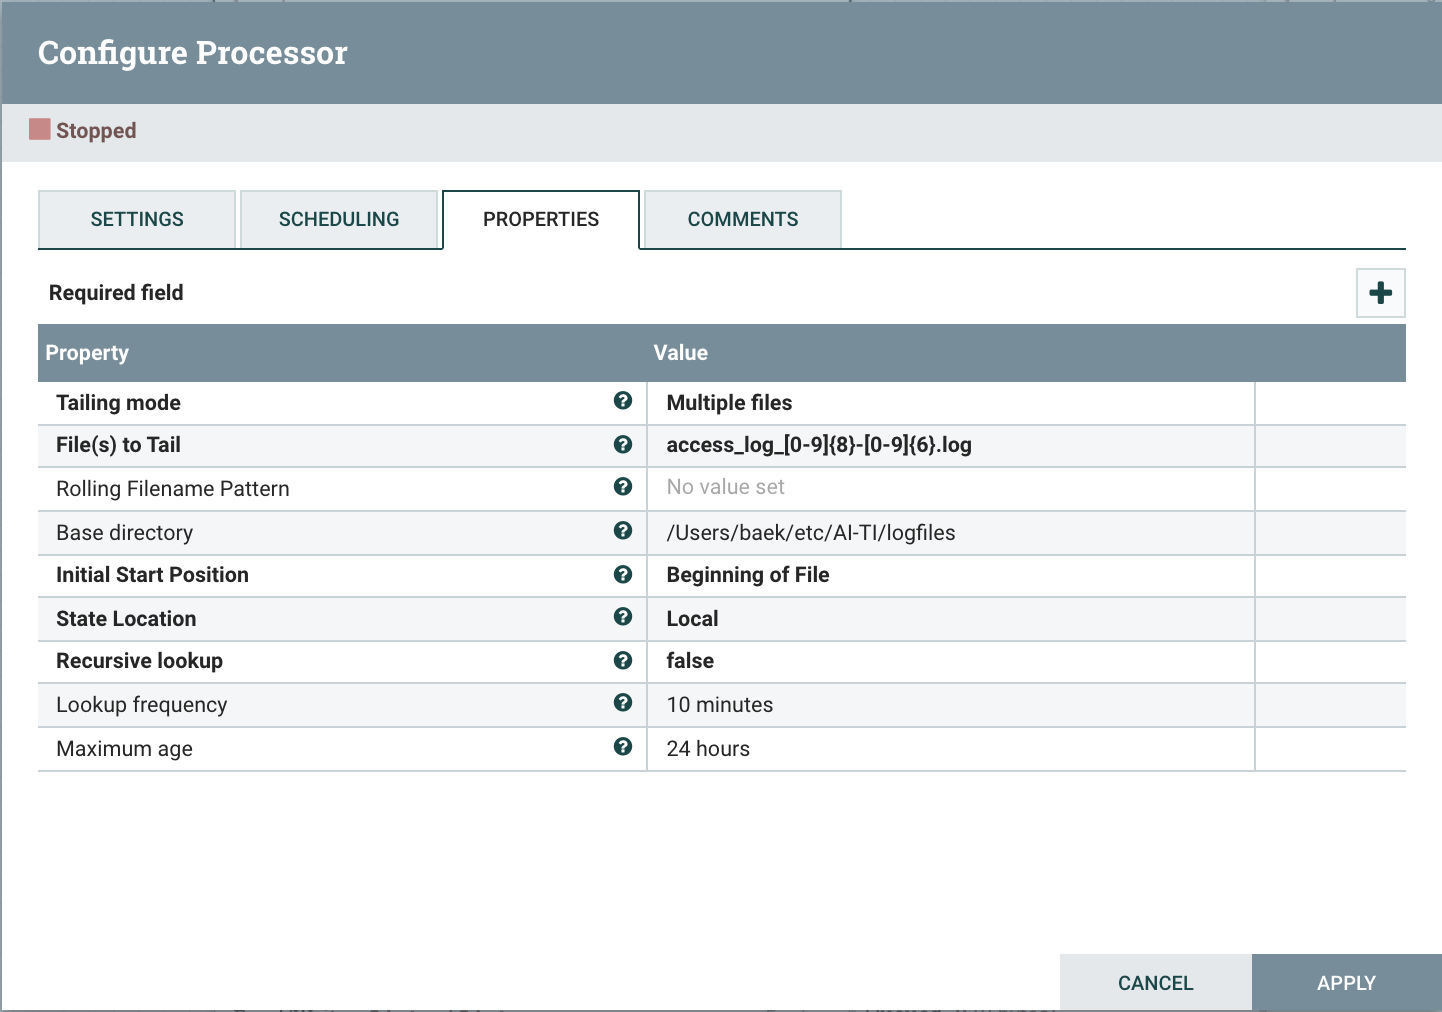 Configure Processor
Stopped
SETTINGS
SCHEDULING
PROPERTIES
COMMENTS
Required field
Property Value
Tailing mode Multiple files
File(s) to Tail access_log_[0-9]{8}-[0-9]{6}.log
Rolling Filename Pattern No value set
Base directory /Users/baek/etc/AI-TI/logfiles
Initial Start Position Beginning of File
State Location Local
Recursive lookup false
Lookup frequency 10 minutes
Maximum age 24 hours
CANCEL
APPLY